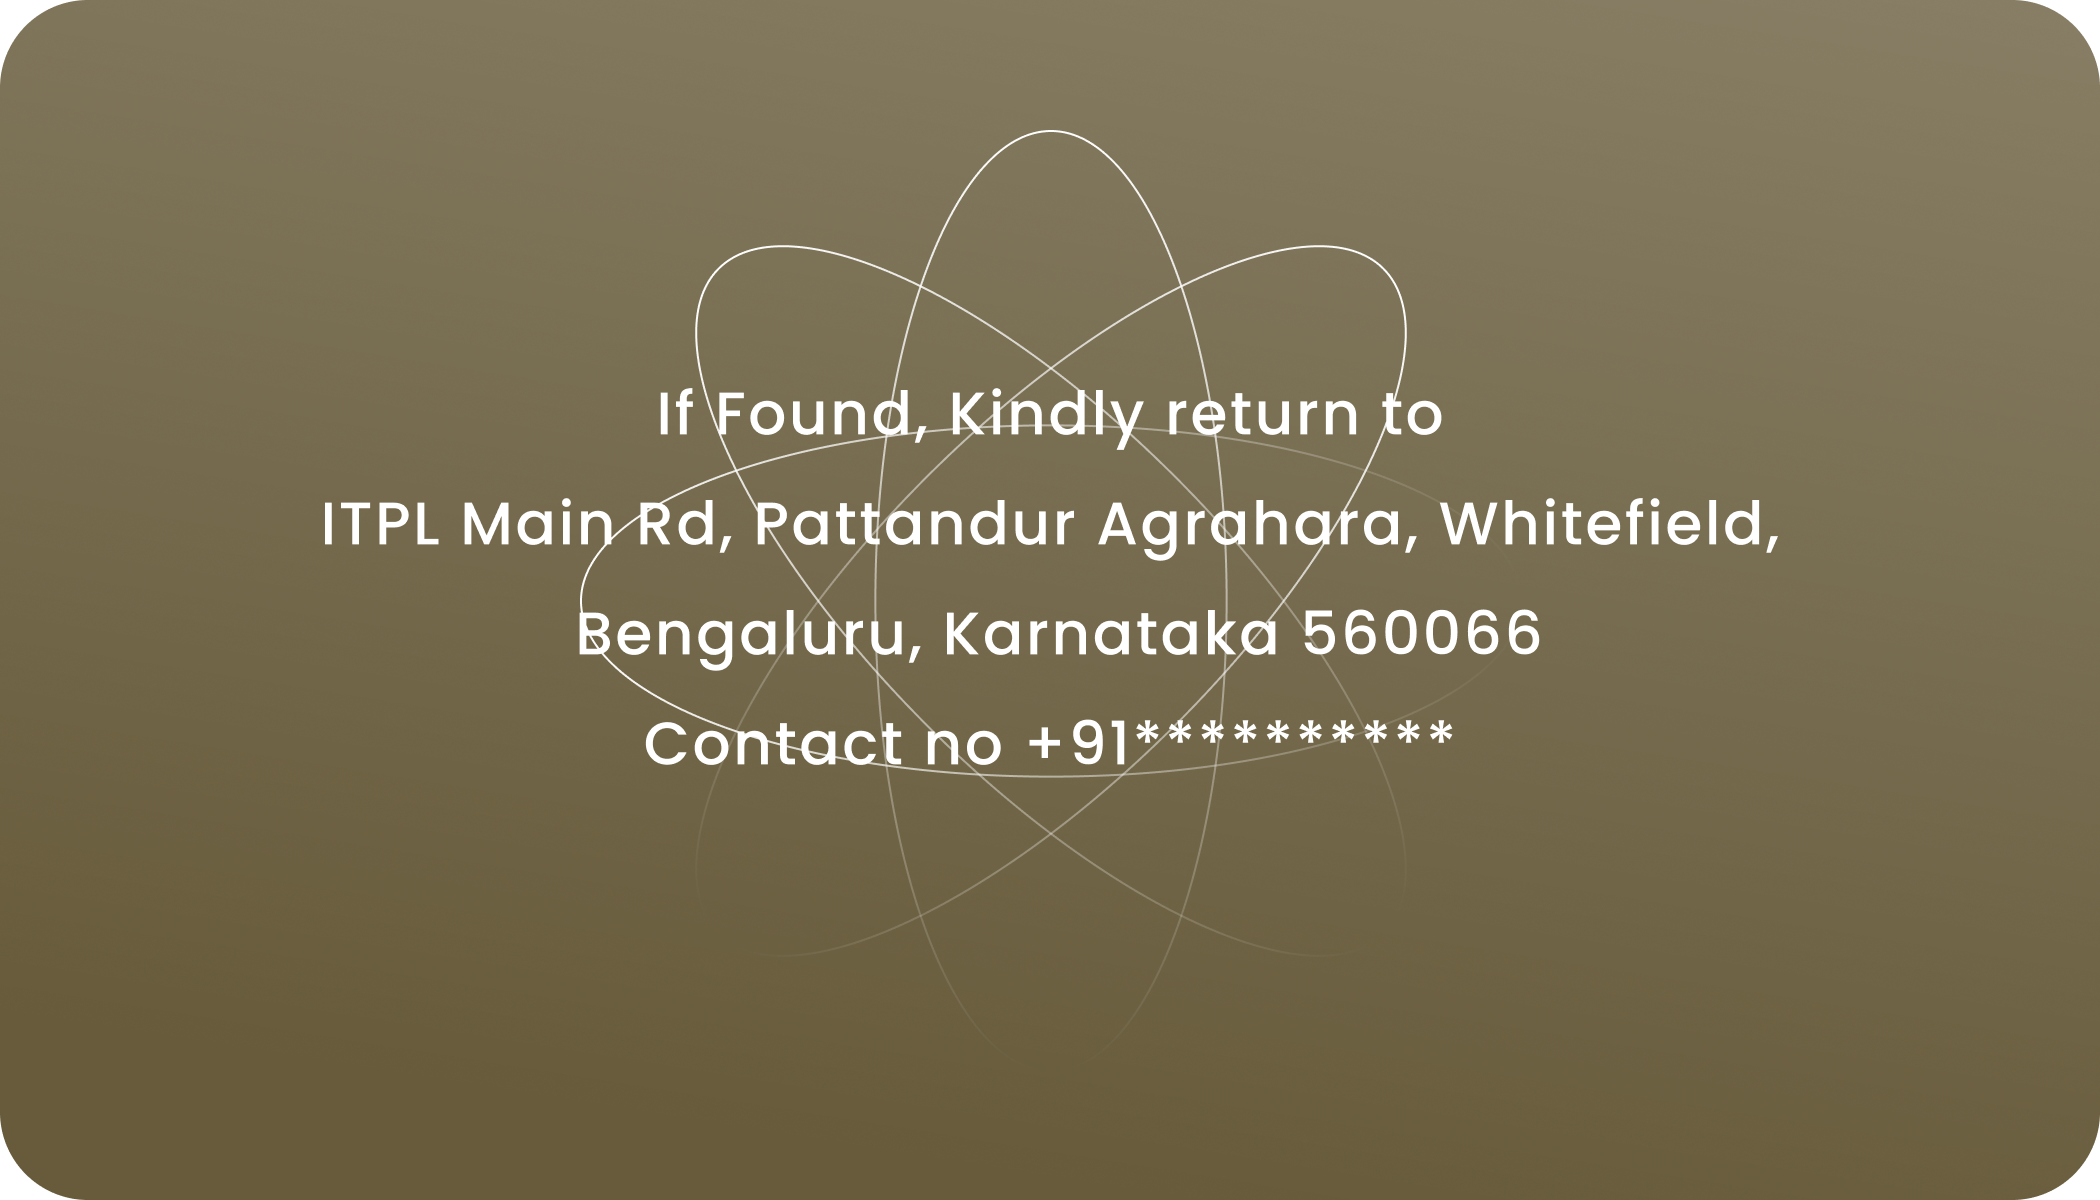 If Found, Kindly return to
ITPL Main Rd, Pattandur Agrahara, Whitefield,
Bengaluru, Karnataka 560066
Contact no +91**********